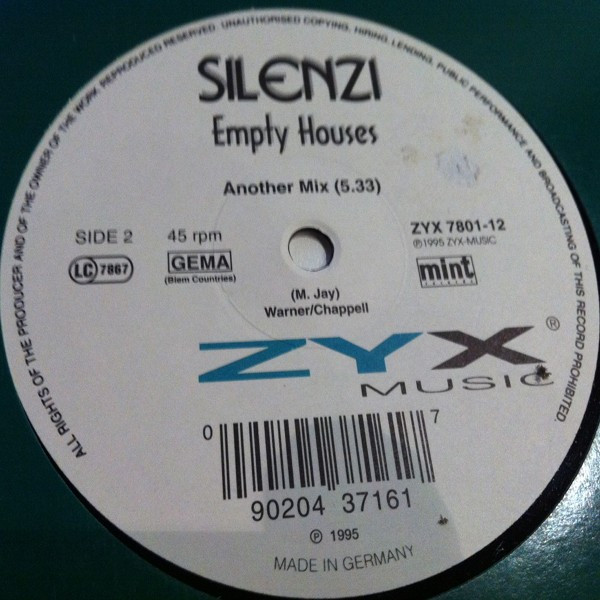 ALL RIGHTS OF THE PRODUCER AND OF THE OWNER OF THE WORK REPRODUCED RESERVED. UNAUTHORISED COPYING, HIRING, LENDING, PUBLIC PERFORMANCE AND BROADCASTING OF THIS RECORD PROHIBITED.
SILENZI
Empty Houses
Another Mix (5.33)
SIDE 2 45 rpm
ZYX 7801-12
℗1995 ZYX-MUSIC
LC 7867 GEMA
(Biem Countries)
mint
(M. Jay)
Warner/Chappell
ZYX®
MUSIC
0 90204 37161 7
℗ 1995
MADE IN GERMANY